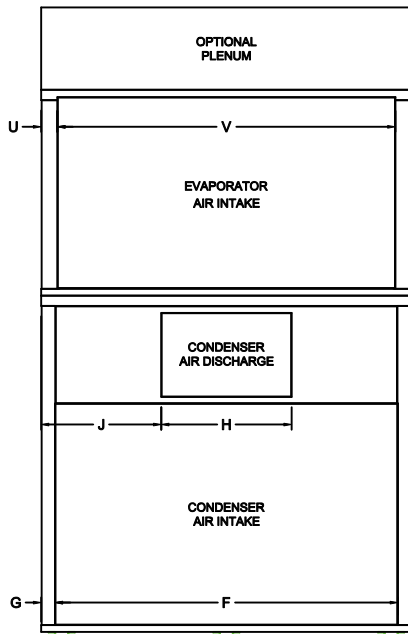 OPTIONAL
PLENUM
U
V
EVAPORATOR
AIR INTAKE
CONDENSER
AIR DISCHARGE
J
H
CONDENSER
AIR INTAKE
G
F